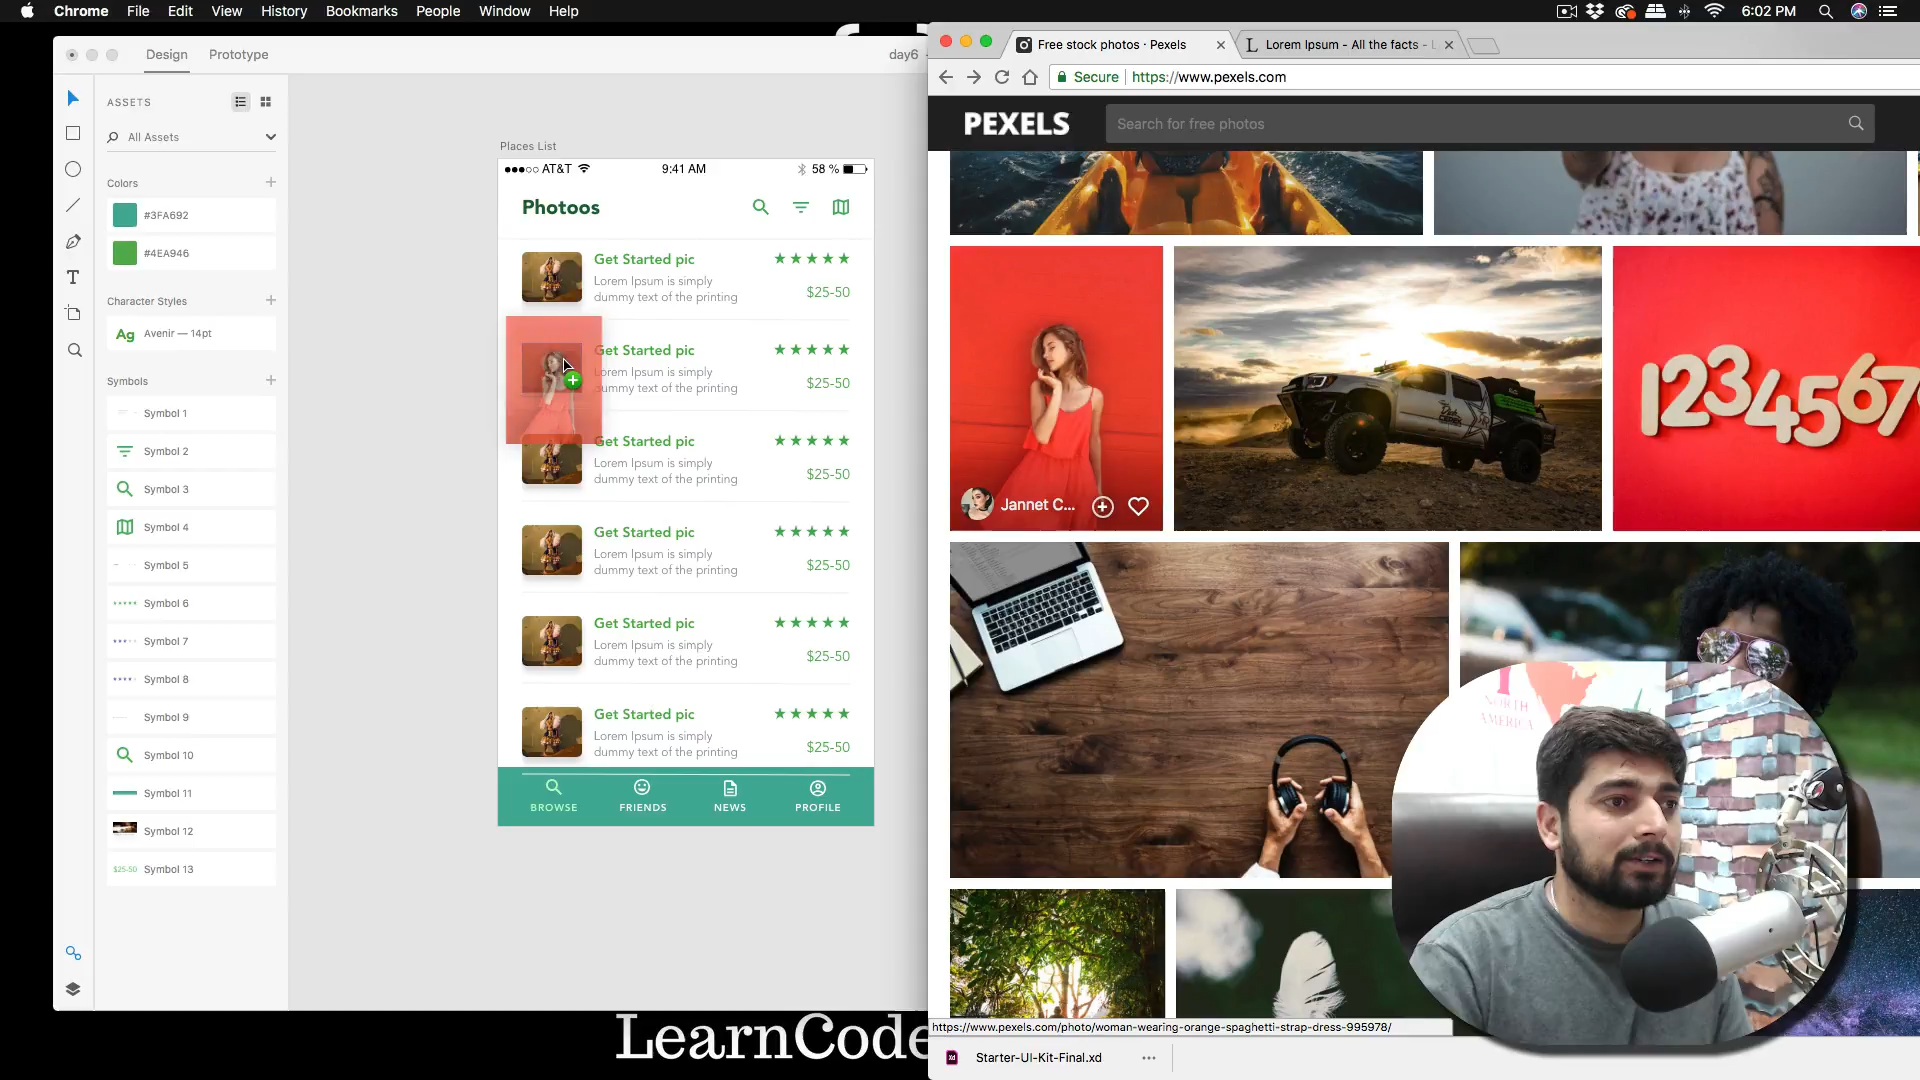 Chrome File Edit View History Bookmarks People Window Help
6:02 PM
Design Prototype
day6
ASSETS
All Assets
Colors
#3FA692
#4EA946
Character Styles
Ag Avenir — 14pt
Symbols
Symbol 1
Symbol 2
Symbol 3
Symbol 4
Symbol 5
Symbol 6
Symbol 7
Symbol 8
Symbol 9
Symbol 10
Symbol 11
Symbol 12
$25-50 Symbol 13
Places List
AT&T 9:41 AM 58 %
Photoos
Get Started pic
Lorem Ipsum is simply
dummy text of the printing
$25-50
Get Started pic
Lorem Ipsum is simply
dummy text of the printing
$25-50
Get Started pic
Lorem Ipsum is simply
dummy text of the printing
$25-50
Get Started pic
Lorem Ipsum is simply
dummy text of the printing
$25-50
Get Started pic
Lorem Ipsum is simply
dummy text of the printing
$25-50
Get Started pic
Lorem Ipsum is simply
dummy text of the printing
$25-50
BROWSE FRIENDS NEWS PROFILE
LearnCode
Free stock photos · Pexels
Lorem Ipsum - All the facts -
Secure https://www.pexels.com
PEXELS
Search for free photos
Jannet C...
1234567
I
NORTH
AMERICA
https://www.pexels.com/photo/woman-wearing-orange-spaghetti-strap-dress-995978/
Xd Starter-UI-Kit-Final.xd